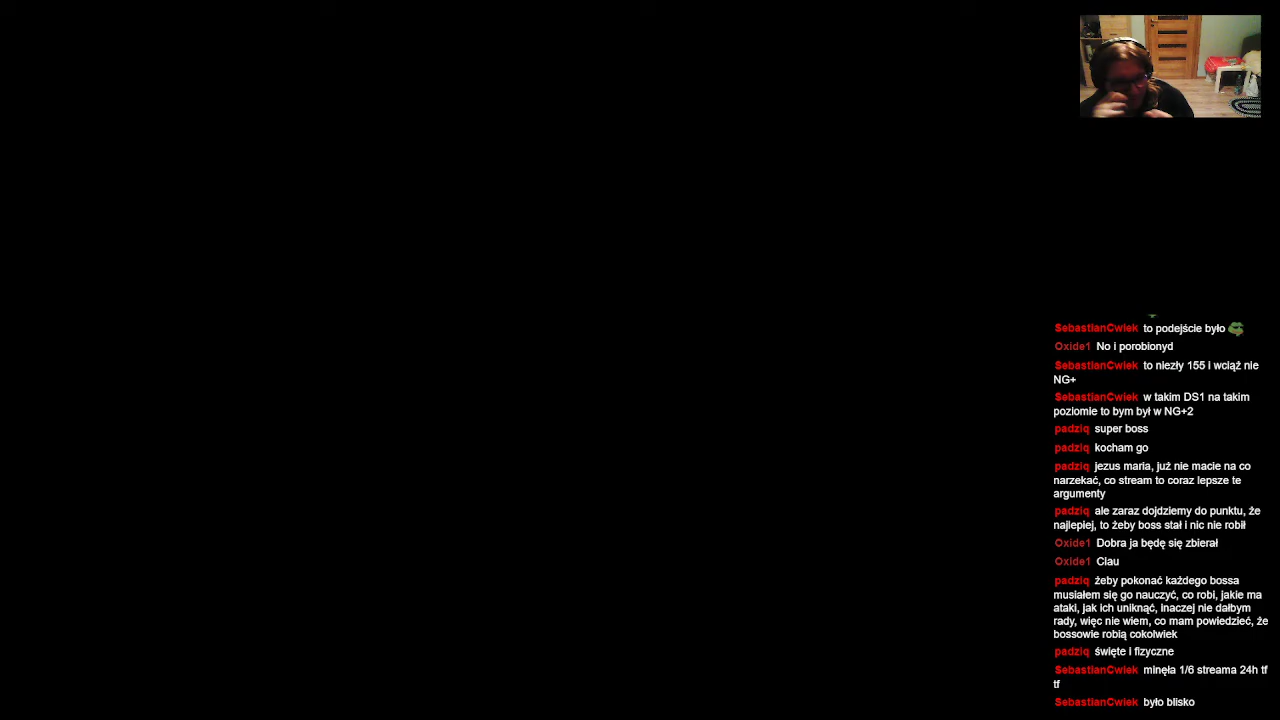 SebastianCwiek to podejście było
Oxide1 No i porobionyd
SebastianCwiek to niezły 155 i wciąż nie
NG+
SebastianCwiek w takim DS1 na takim
poziomie to bym był w NG+2
padziq super boss
padziq kocham go
padziq jezus maria, już nie macie na co
narzekać, co stream to coraz lepsze te
argumenty
padziq ale zaraz dojdziemy do punktu, że
najlepiej, to żeby boss stał i nic nie robił
Oxide1 Dobra ja będę się zbierał
Oxide1 Ciau
padziq żeby pokonać każdego bossa
musiałem się go nauczyć, co robi, jakie ma
ataki, jak ich uniknąć, inaczej nie dałbym
rady, więc nie wiem, co mam powiedzieć, że
bossowie robią cokolwiek
padziq święte i fizyczne
SebastianCwiek minęła 1/6 streama 24h tf
tf
SebastianCwiek było blisko